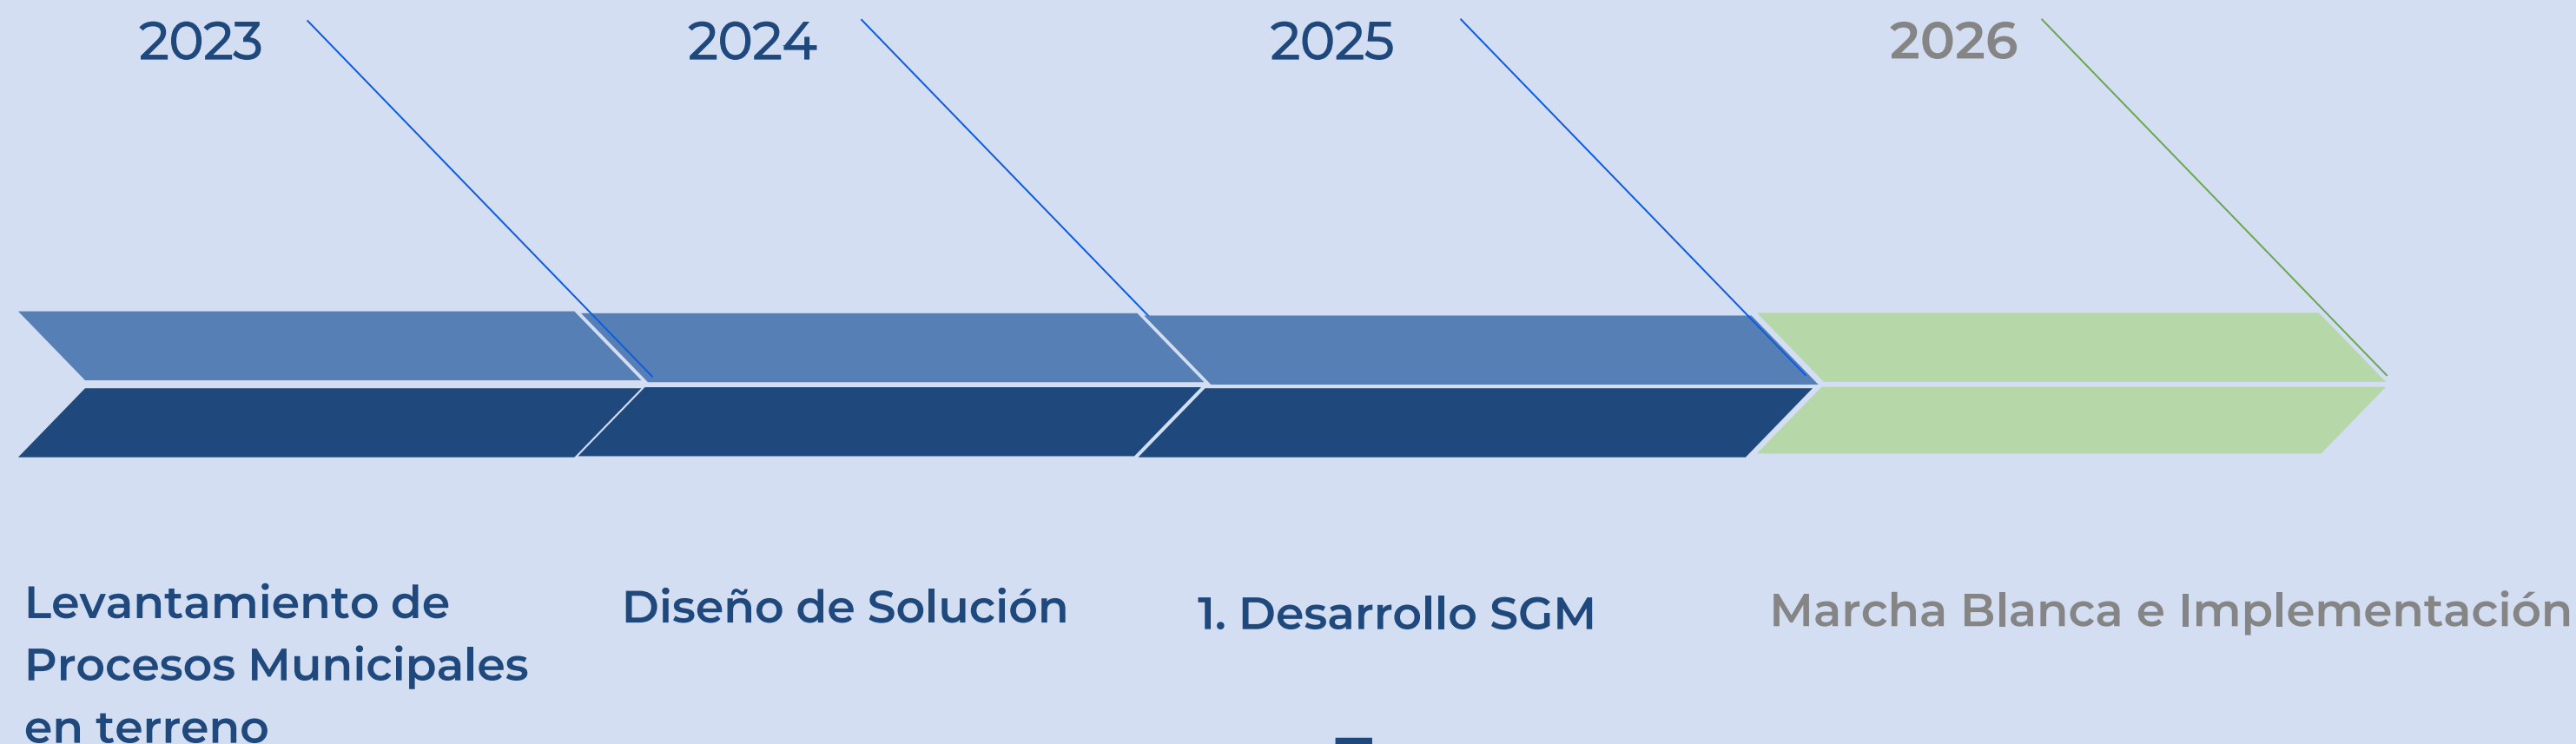 2023
2024
2025
2026
Levantamiento de
Procesos Municipales
en terreno
Diseño de Solución
1. Desarrollo SGM
Marcha Blanca e Implementación